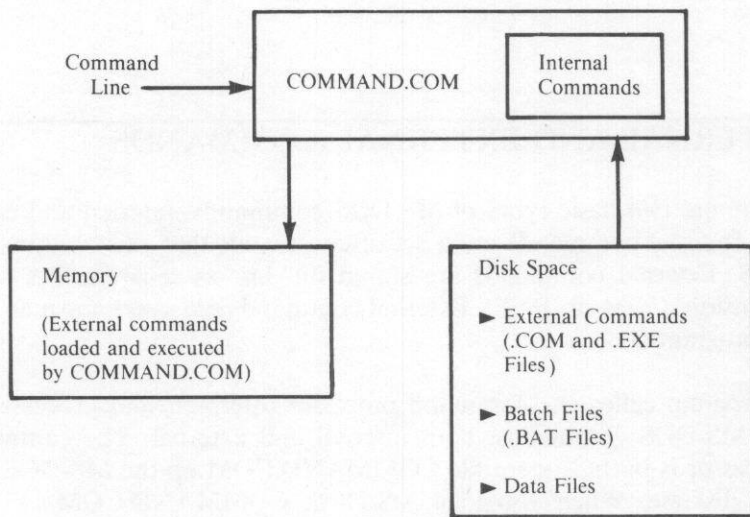 Command
Line
COMMAND.COM
Internal
Commands
Memory
(External commands
loaded and executed
by COMMAND.COM)
Disk Space
► External Commands
(.COM and .EXE
Files)
► Batch Files
(.BAT Files)
► Data Files